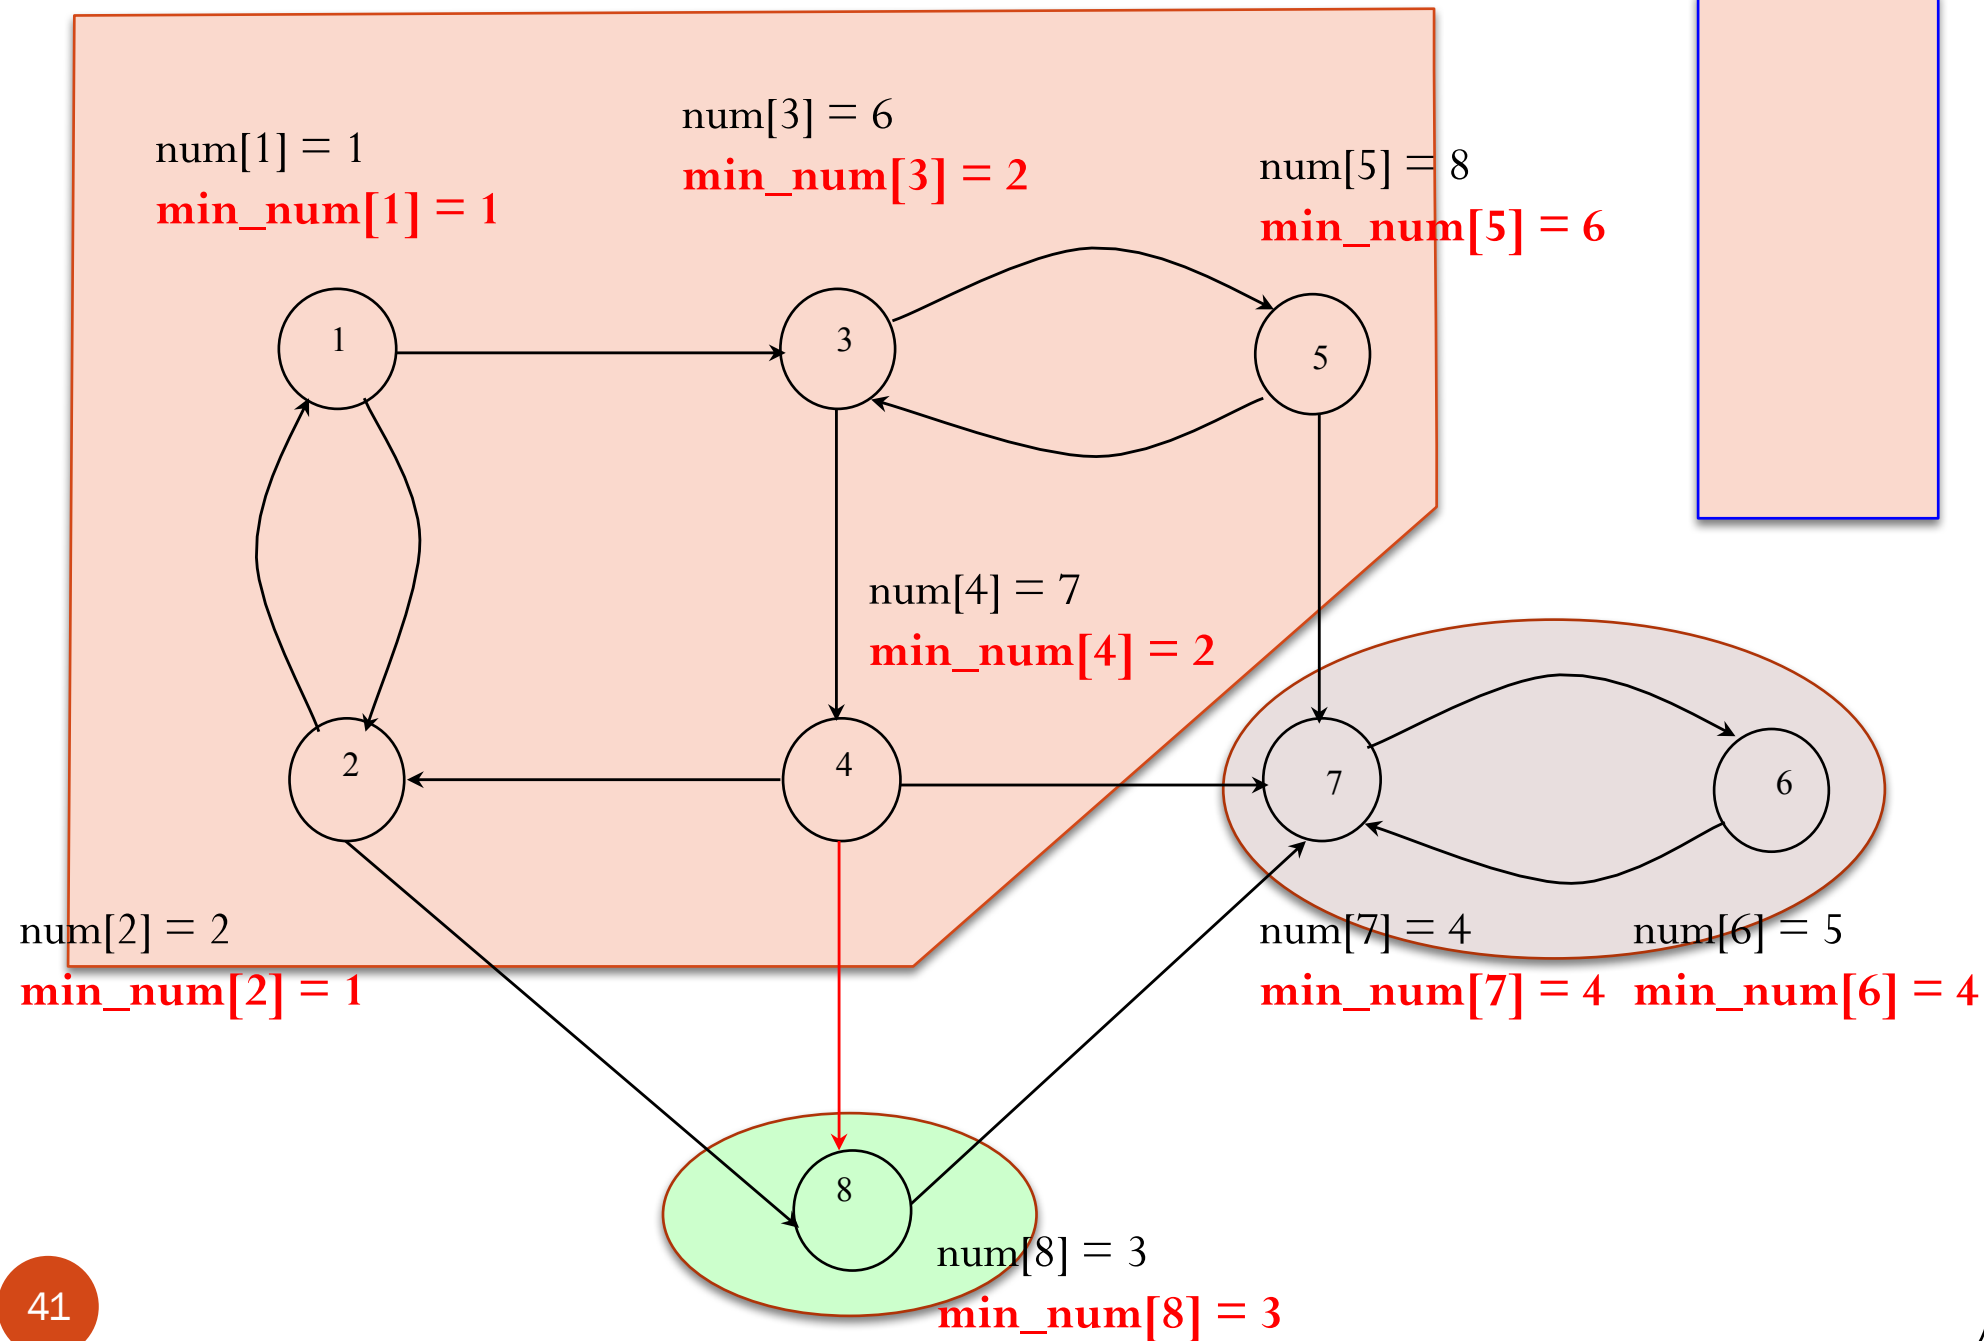 num[1] = 1
min_num[1] = 1
num[3] = 6
min_num[3] = 2
num[5] = 8
min_num[5] = 6
1
3
5
num[4] = 7
min_num[4] = 2
2
4
7
6
num[2] = 2
min_num[2] = 1
num[7] = 4
min_num[7] = 4
num[6] = 5
min_num[6] = 4
8
num[8] = 3
min_num[8] = 3
41